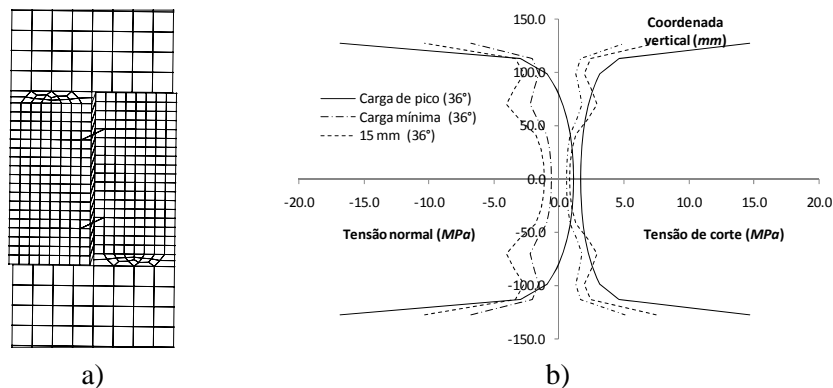 150.0
Coordenada
vertical (mm)
100.0
Carga de pico (36°)
Carga mínima (36°)
15 mm (36°)
50.0
0.0
-20.0 -15.0 -10.0 -5.0 0.0 5.0 10.0 15.0 20.0
Tensão normal (MPa)
Tensão de corte (MPa)
-50.0
-100.0
-150.0
a) b)